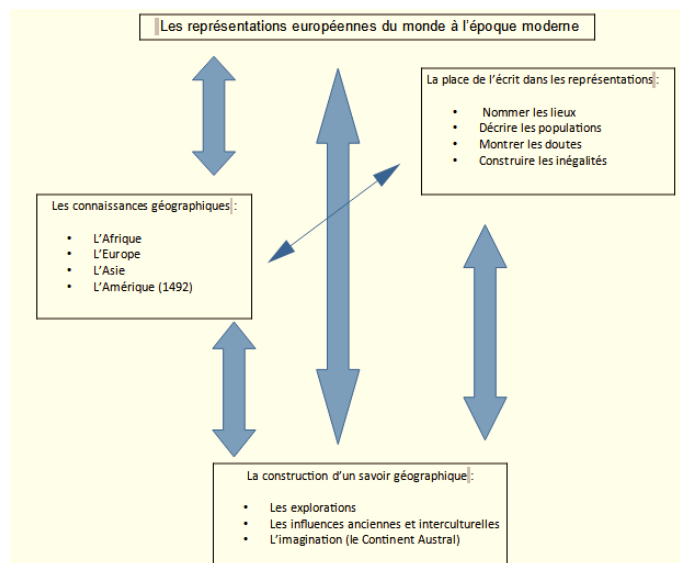 Les représentations européennes du monde à l'époque moderne
La place de l'écrit dans les représentations :
• Nommer les lieux
• Décrire les populations
• Montrer les doutes
• Construire les inégalités
Les connaissances géographiques :
• L'Afrique
• L'Europe
• L'Asie
• L'Amérique (1492)
La construction d'un savoir géographique :
• Les explorations
• Les influences anciennes et interculturelles
• L'imagination (le Continent Austral)